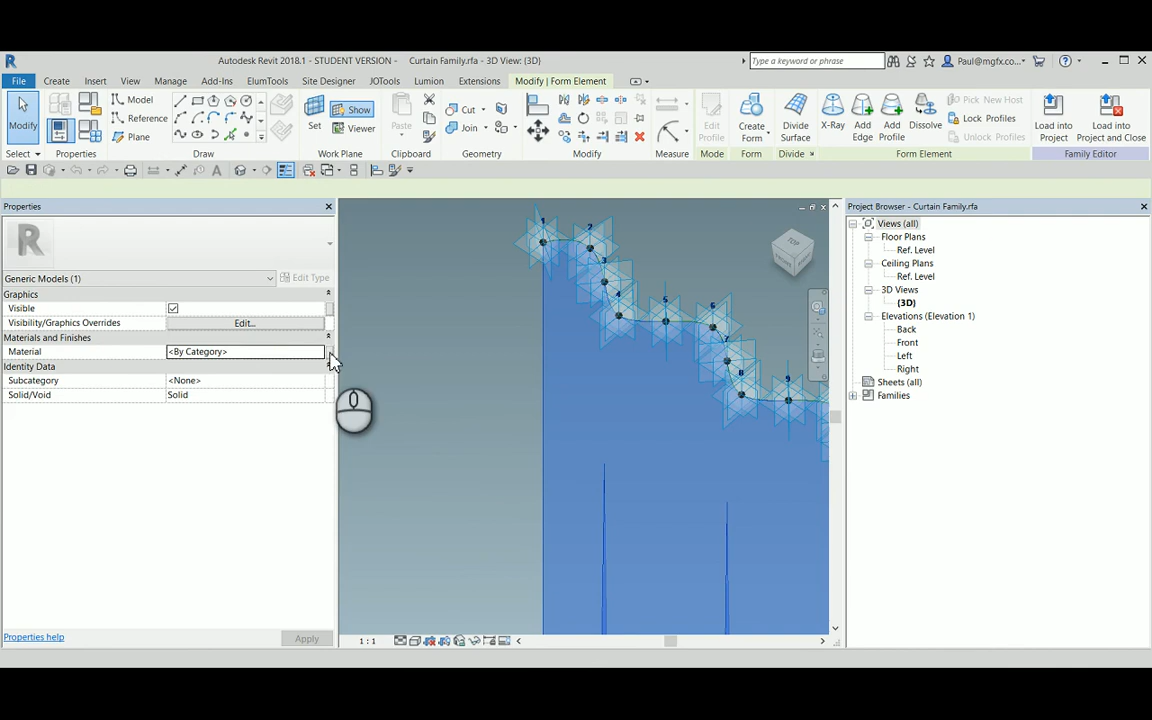 Autodesk Revit 2018.1 - STUDENT VERSION - Curtain Family.rfa - 3D View: {3D}
Type a keyword or phrase
Paul@mgfx.co...
File Create Insert View Manage Add-Ins ElumTools Site Designer JOTools Lumion Extensions Modify | Form Element
Model
Reference
Plane
Set
Show
Viewer
Paste
Cut
Join
Edit Profile
Create Form
Divide Surface
X-Ray
Add Edge
Add Profile
Dissolve
Pick New Host
Lock Profiles
Unlock Profiles
Load into Project
Load into Project and Close
Modify
Select Properties Draw Work Plane Clipboard Geometry Modify Measure Mode Form Divide Form Element Family Editor
Properties
R
Generic Models (1)
Edit Type
Graphics
Visible
Visibility/Graphics Overrides Edit...
Materials and Finishes
Material <By Category>
Identity Data
Subcategory <None>
Solid/Void Solid
Properties help
Apply
1
2
3
4
5
6
7
8
9
TOP
1 : 1
Project Browser - Curtain Family.rfa
Views (all)
Floor Plans
Ref. Level
Ceiling Plans
Ref. Level
3D Views
{3D}
Elevations (Elevation 1)
Back
Front
Left
Right
Sheets (all)
Families